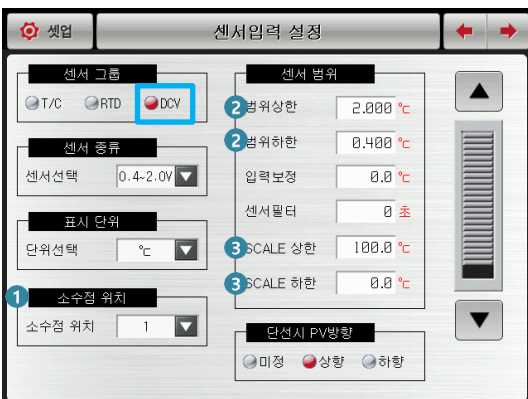 셋업
센서입력 설정
센서 그룹
T/C
RTD
DCV
센서 종류
센서선택
0.4~2.0V
표시 단위
단위선택
℃
1
소수점 위치
소수점 위치
1
센서 범위
2
범위상한
2.000 ℃
2
범위하한
0.400 ℃
입력보정
0.0 ℃
센서필터
0 초
3
SCALE 상한
100.0 ℃
3
SCALE 하한
0.0 ℃
단선시 PV방향
미정
상향
하향